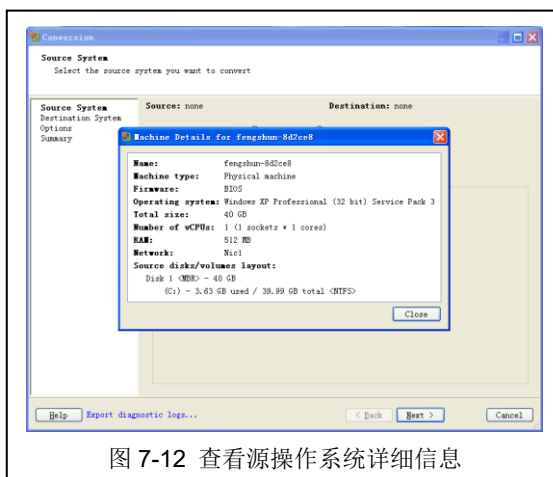 Conversion
Source System
Select the source system you want to convert
Source System
Destination System
Options
Summary
Source: none
Destination: none
Machine Details for fengshun-8d2ce8
Name: fengshun-8d2ce8
Machine type: Physical machine
Firmware: BIOS
Operating system: Windows XP Professional (32 bit) Service Pack 3
Total size: 40 GB
Number of vCPUs: 1 (1 sockets * 1 cores)
RAM: 512 MB
Network: Nic1
Source disks/volumes layout:
Disk 1 <MBR> - 40 GB
(C:) - 3.63 GB used / 39.99 GB total <NTFS>
Close
Help
Export diagnostic logs...
< Back
Next >
Cancel
图 7-12 查看源操作系统详细信息